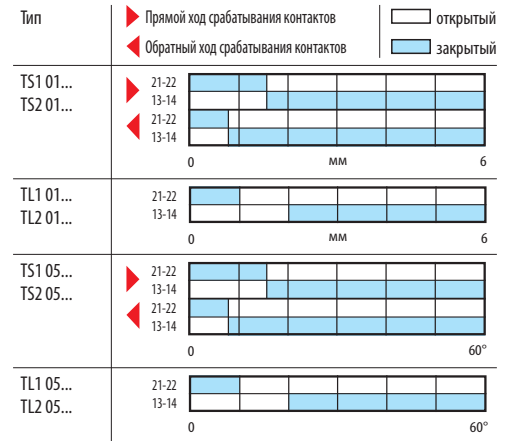 Тип
Прямой ход срабатывания контактов
открытый
Обратный ход срабатывания контактов
закрытый
TS1 01...
TS2 01...
21-22
13-14
21-22
13-14
0 мм 6
TL1 01...
TL2 01...
21-22
13-14
0 мм 6
TS1 05...
TS2 05...
21-22
13-14
21-22
13-14
0 60°
TL1 05...
TL2 05...
21-22
13-14
0 60°